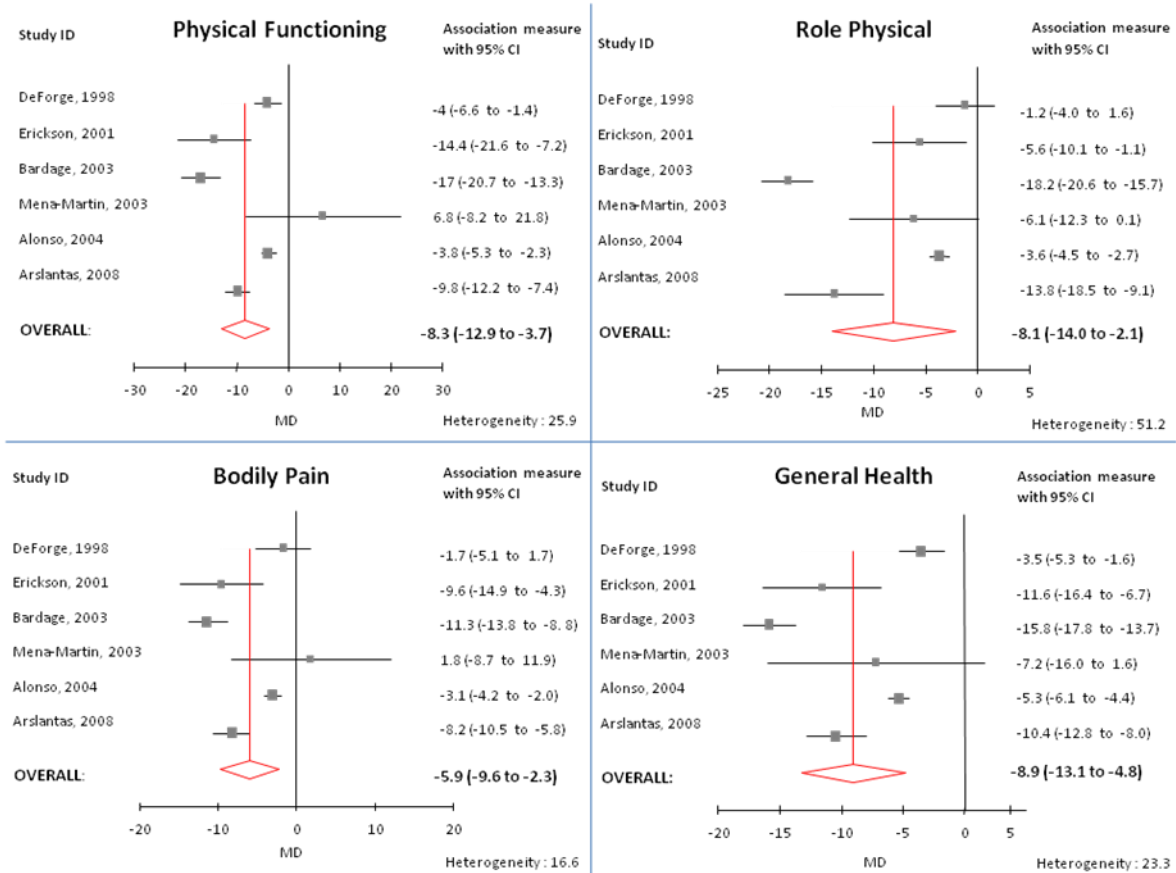 Study ID
Physical Functioning
Association measure
with 95% CI
DeForge, 1998
-4 (-6.6 to -1.4)
Erickson, 2001
-14.4 (-21.6 to -7.2)
Bardage, 2003
-17 (-20.7 to -13.3)
Mena-Martin, 2003
6.8 (-8.2 to 21.8)
Alonso, 2004
-3.8 (-5.3 to -2.3)
Arslantas, 2008
-9.8 (-12.2 to -7.4)
OVERALL:
-8.3 (-12.9 to -3.7)
-30 -20 -10 0 10 20 30
MD
Heterogeneity : 25.9
Study ID
Role Physical
Association measure
with 95% CI
DeForge, 1998
-1.2 (-4.0 to 1.6)
Erickson, 2001
-5.6 (-10.1 to -1.1)
Bardage, 2003
-18.2 (-20.6 to -15.7)
Mena-Martin, 2003
-6.1 (-12.3 to 0.1)
Alonso, 2004
-3.6 (-4.5 to -2.7)
Arslantas, 2008
-13.8 (-18.5 to -9.1)
OVERALL:
-8.1 (-14.0 to -2.1)
-25 -20 -15 -10 -5 0 5
MD
Heterogeneity : 51.2
Study ID
Bodily Pain
Association measure
with 95% CI
DeForge, 1998
-1.7 (-5.1 to 1.7)
Erickson, 2001
-9.6 (-14.9 to -4.3)
Bardage, 2003
-11.3 (-13.8 to -8.8)
Mena-Martin, 2003
1.8 (-8.7 to 11.9)
Alonso, 2004
-3.1 (-4.2 to -2.0)
Arslantas, 2008
-8.2 (-10.5 to -5.8)
OVERALL:
-5.9 (-9.6 to -2.3)
-20 -10 0 10 20
MD
Heterogeneity : 16.6
Study ID
General Health
Association measure
with 95% CI
DeForge, 1998
-3.5 (-5.3 to -1.6)
Erickson, 2001
-11.6 (-16.4 to -6.7)
Bardage, 2003
-15.8 (-17.8 to -13.7)
Mena-Martin, 2003
-7.2 (-16.0 to 1.6)
Alonso, 2004
-5.3 (-6.1 to -4.4)
Arslantas, 2008
-10.4 (-12.8 to -8.0)
OVERALL:
-8.9 (-13.1 to -4.8)
-20 -10 -5 0 5
MD
Heterogeneity : 23.3